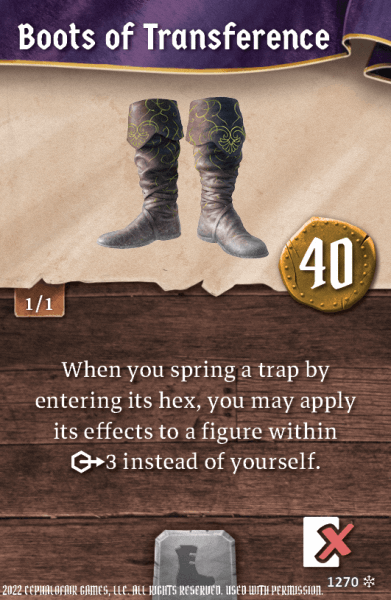 Boots of Transference
40
1/1
When you spring a trap by
entering its hex, you may apply
its effects to a figure within
3 instead of yourself.
1270
2022 CEPHALOFAIR GAMES, LLC. ALL RIGHTS RESERVED. USED WITH PERMISSION.